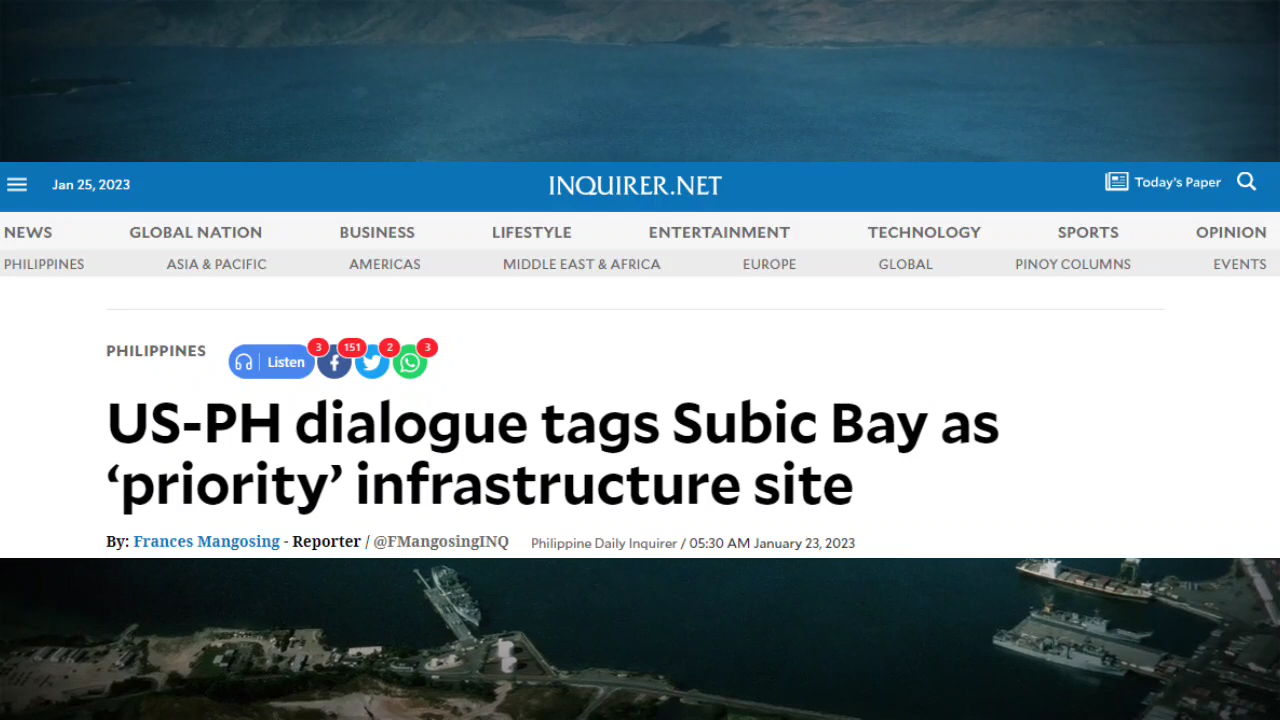 Jan 25, 2023
INQUIRER.NET
Today's Paper
NEWS GLOBAL NATION BUSINESS LIFESTYLE ENTERTAINMENT TECHNOLOGY SPORTS OPINION
PHILIPPINES ASIA & PACIFIC AMERICAS MIDDLE EAST & AFRICA EUROPE GLOBAL PINOY COLUMNS EVENTS
PHILIPPINES
Listen 3 151 2 3
US-PH dialogue tags Subic Bay as
‘priority’ infrastructure site
By: Frances Mangosing - Reporter / @FMangosingINQ Philippine Daily Inquirer / 05:30 AM January 23, 2023